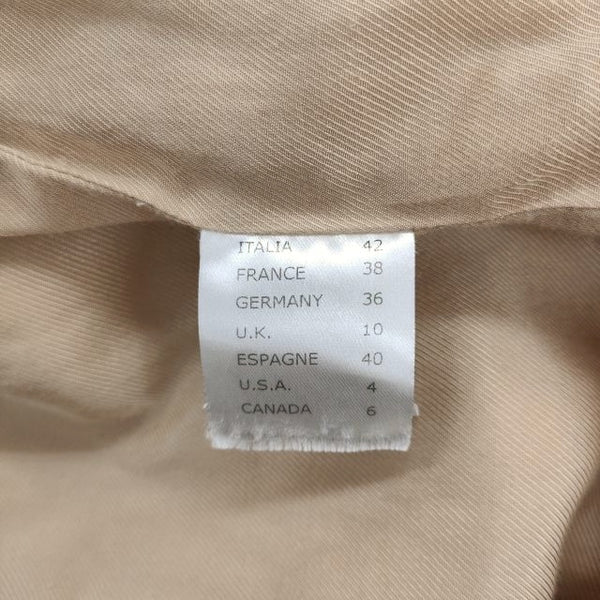 ITALIA 42
FRANCE 38
GERMANY 36
U.K. 10
ESPAGNE 40
U.S.A. 4
CANADA 6